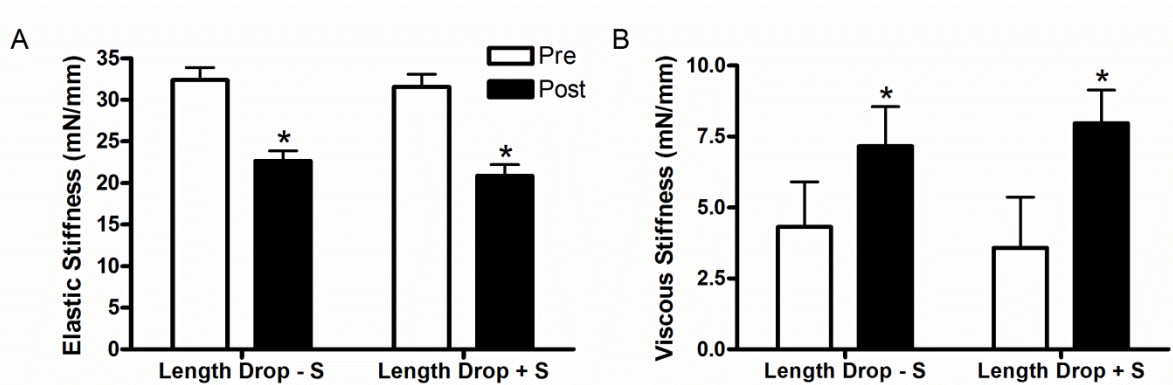 A
Elastic Stiffness (mN/mm)
35
30
25
20
15
10
5
0
Pre
Post
*
*
Length Drop - S
Length Drop + S
B
Viscous Stiffness (mN/mm)
10.0
7.5
5.0
2.5
0.0
*
*
Length Drop - S
Length Drop + S